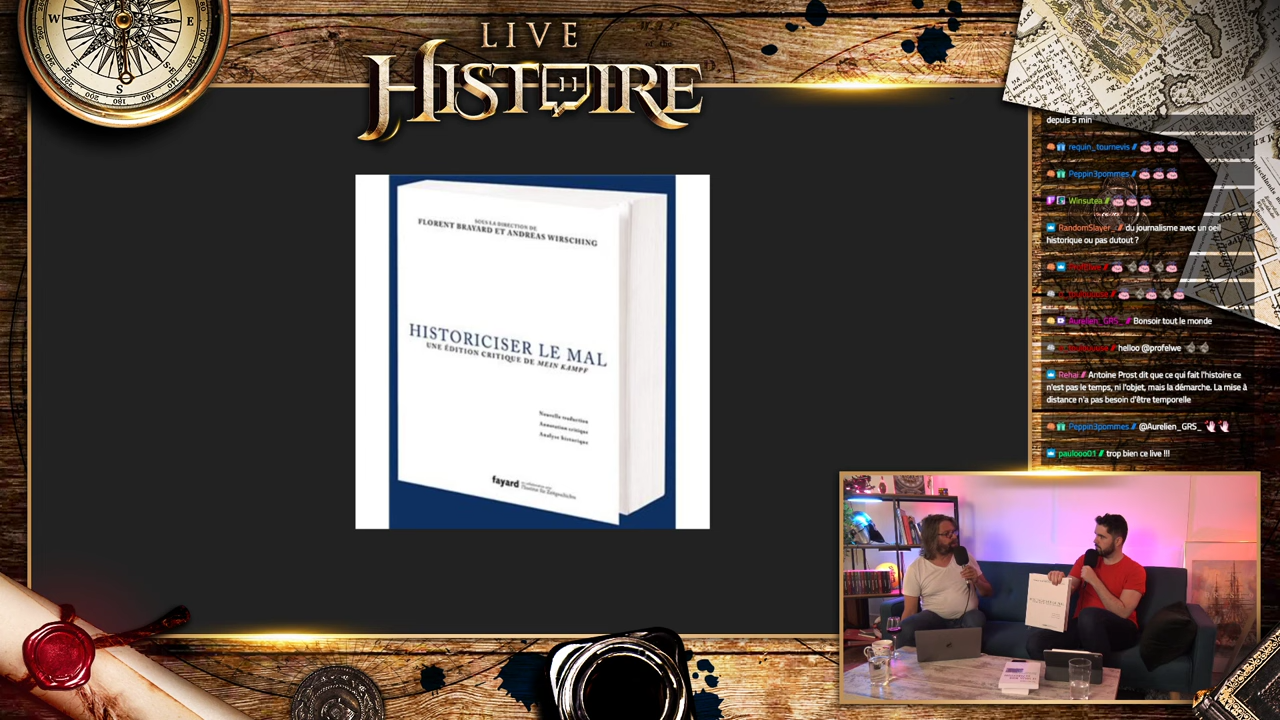 LIVE
HISTOIRE
SOUS LA DIRECTION DE
FLORENT BRAYARD ET ANDREAS WIRSCHING
HISTORICISER LE MAL
UNE ÉDITION CRITIQUE DE MEIN KAMPF
Nouvelle traduction
Annotation critique
Analyse historique
fayard
depuis 5 min
requin_tournevis //
Peppin3pommes //
Winsutea //
RandomSlayer_ // du journalisme avec un oeil
historique ou pas dutout ?
Aurelien_GRS_ // Bonsoir tout le monde
helloo @profelwe
Rehai // Antoine Prost dit que ce qui fait l'histoire ce
n'est pas le temps, ni l'objet, mais la démarche. La mise à
distance n'a pas besoin d'être temporelle
Peppin3pommes // @Aurelien_GRS_
paulooo01 // trop bien ce live !!!